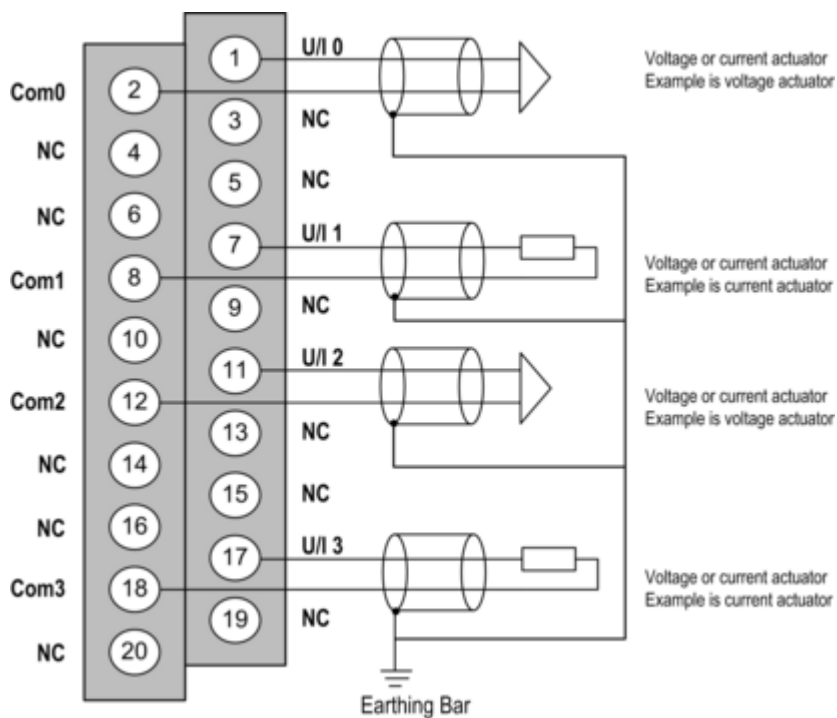 1 U/I 0
Voltage or current actuator
Example is voltage actuator
Com0 2
3 NC
NC 4
5 NC
NC 6
7 U/I 1
Voltage or current actuator
Example is current actuator
Com1 8
9 NC
NC 10
11 U/I 2
Voltage or current actuator
Example is voltage actuator
Com2 12
13 NC
NC 14
15 NC
NC 16
17 U/I 3
Voltage or current actuator
Example is current actuator
Com3 18
19 NC
NC 20
Earthing Bar